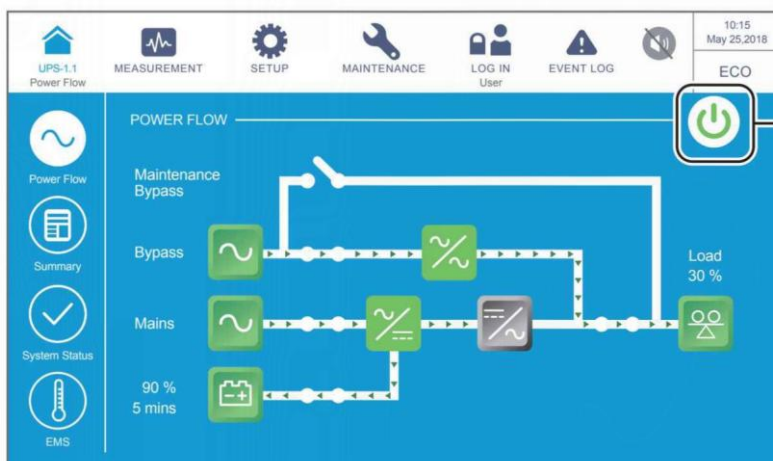 UPS-1.1
Power Flow
MEASUREMENT
SETUP
MAINTENANCE
LOG IN
User
EVENT LOG
10:15
May 25,2018
ECO
POWER FLOW
Power Flow
Summary
System Status
EMS
Maintenance
Bypass
Bypass
Mains
90 %
5 mins
Load
30 %